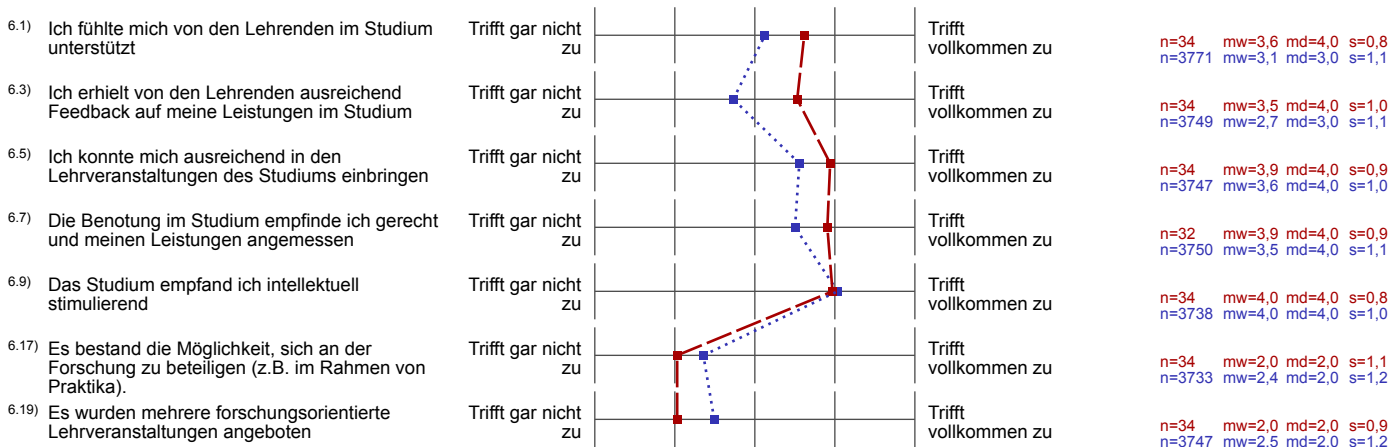 6.1) Ich fühlte mich von den Lehrenden im Studium
unterstützt
Trifft gar nicht
zu
Trifft
vollkommen zu
n=34 mw=3,6 md=4,0 s=0,8
n=3771 mw=3,1 md=3,0 s=1,1
6.3) Ich erhielt von den Lehrenden ausreichend
Feedback auf meine Leistungen im Studium
Trifft gar nicht
zu
Trifft
vollkommen zu
n=34 mw=3,5 md=4,0 s=1,0
n=3749 mw=2,7 md=3,0 s=1,1
6.5) Ich konnte mich ausreichend in den
Lehrveranstaltungen des Studiums einbringen
Trifft gar nicht
zu
Trifft
vollkommen zu
n=34 mw=3,9 md=4,0 s=0,9
n=3747 mw=3,6 md=4,0 s=1,0
6.7) Die Benotung im Studium empfinde ich gerecht
und meinen Leistungen angemessen
Trifft gar nicht
zu
Trifft
vollkommen zu
n=32 mw=3,9 md=4,0 s=0,9
n=3750 mw=3,5 md=4,0 s=1,1
6.9) Das Studium empfand ich intellektuell
stimulierend
Trifft gar nicht
zu
Trifft
vollkommen zu
n=34 mw=4,0 md=4,0 s=0,8
n=3738 mw=4,0 md=4,0 s=1,0
6.17) Es bestand die Möglichkeit, sich an der
Forschung zu beteiligen (z.B. im Rahmen von
Praktika).
Trifft gar nicht
zu
Trifft
vollkommen zu
n=34 mw=2,0 md=2,0 s=1,1
n=3733 mw=2,4 md=2,0 s=1,2
6.19) Es wurden mehrere forschungsorientierte
Lehrveranstaltungen angeboten
Trifft gar nicht
zu
Trifft
vollkommen zu
n=34 mw=2,0 md=2,0 s=0,9
n=3747 mw=2,5 md=2,0 s=1,2